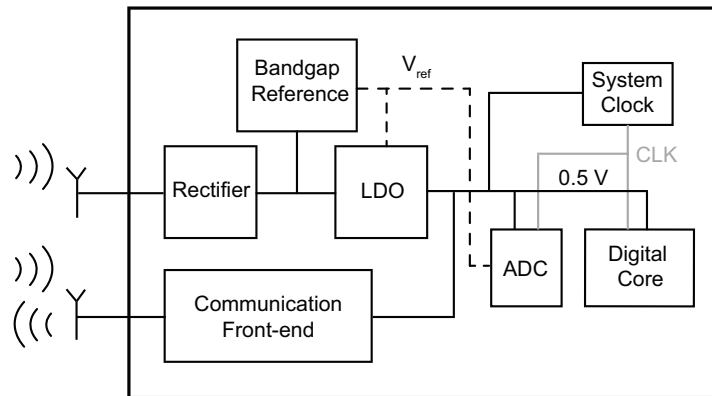 Bandgap
Reference
V_ref
System
Clock
CLK
Rectifier
LDO
0.5 V
ADC
Digital
Core
Communication
Front-end